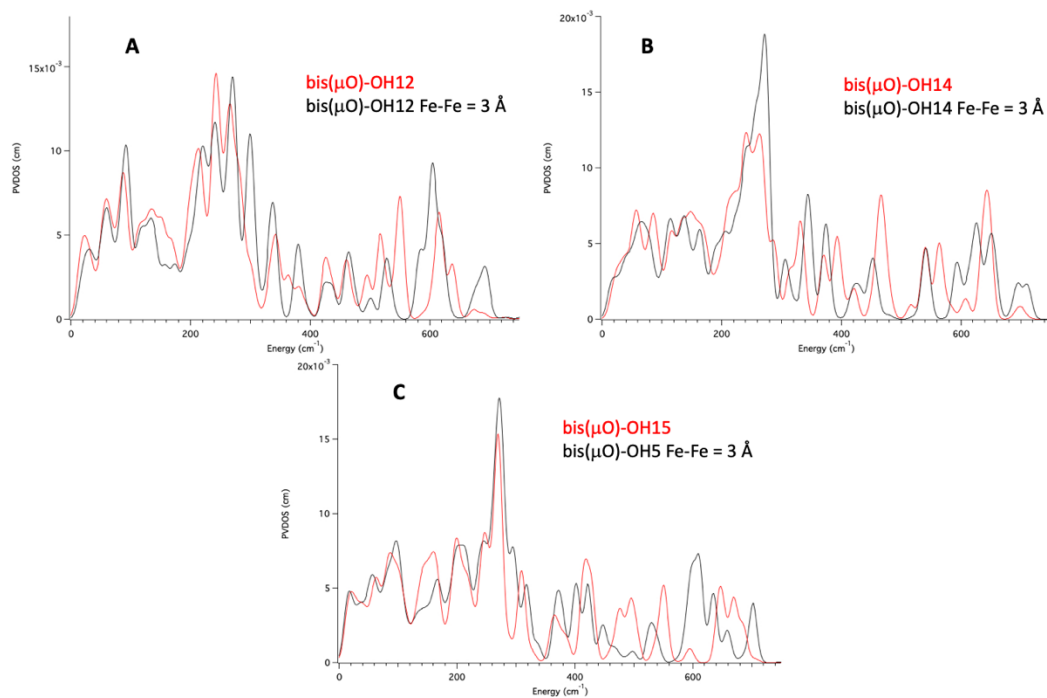 A
15x10⁻³
bis(μO)-OH12
bis(μO)-OH12 Fe-Fe = 3 Å
PVDOS (cm)
10
5
0
0 200 400 600
Energy (cm⁻¹)
B
20x10⁻³
bis(μO)-OH14
bis(μO)-OH14 Fe-Fe = 3 Å
15
PVDOS (cm)
10
5
0
0 200 400 600
Energy (cm⁻¹)
C
20x10⁻³
bis(μO)-OH15
bis(μO)-OH5 Fe-Fe = 3 Å
15
PVDOS (cm)
10
5
0
0 200 400 600
Energy (cm⁻¹)